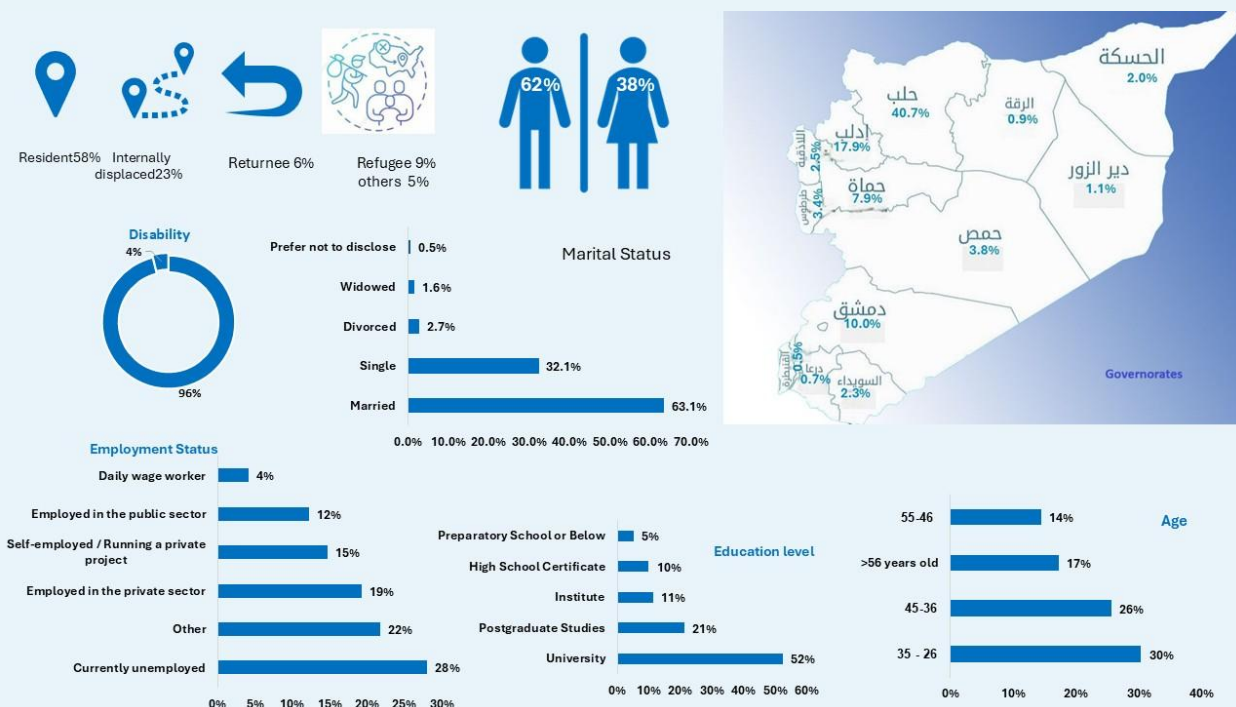 Resident58%
Internally
displaced23%
Returnee 6%
Refugee 9%
others 5%
62%
38%
الحسكة
2.0%
حلب
40.7%
الرقة
0.9%
إدلب
17.9%
اللاذقية
2.5%
دير الزور
1.1%
حماة
7.9%
طرطوس
3.4%
حمص
3.8%
دمشق
10.0%
القنيطرة
0.5%
درعا
0.7%
السويداء
2.3%
Governorates
Disability
4%
96%
Marital Status
Prefer not to disclose 0.5%
Widowed 1.6%
Divorced 2.7%
Single 32.1%
Married 63.1%
0.0% 10.0% 20.0% 30.0% 40.0% 50.0% 60.0% 70.0%
Employment Status
Daily wage worker 4%
Employed in the public sector 12%
Self-employed / Running a private
project 15%
Employed in the private sector 19%
Other 22%
Currently unemployed 28%
0% 5% 10% 15% 20% 25% 30%
Education level
Preparatory School or Below 5%
High School Certificate 10%
Institute 11%
Postgraduate Studies 21%
University 52%
0% 10% 20% 30% 40% 50% 60%
Age
55-46 14%
>56 years old 17%
45-36 26%
35 - 26 30%
0% 10% 20% 30% 40%